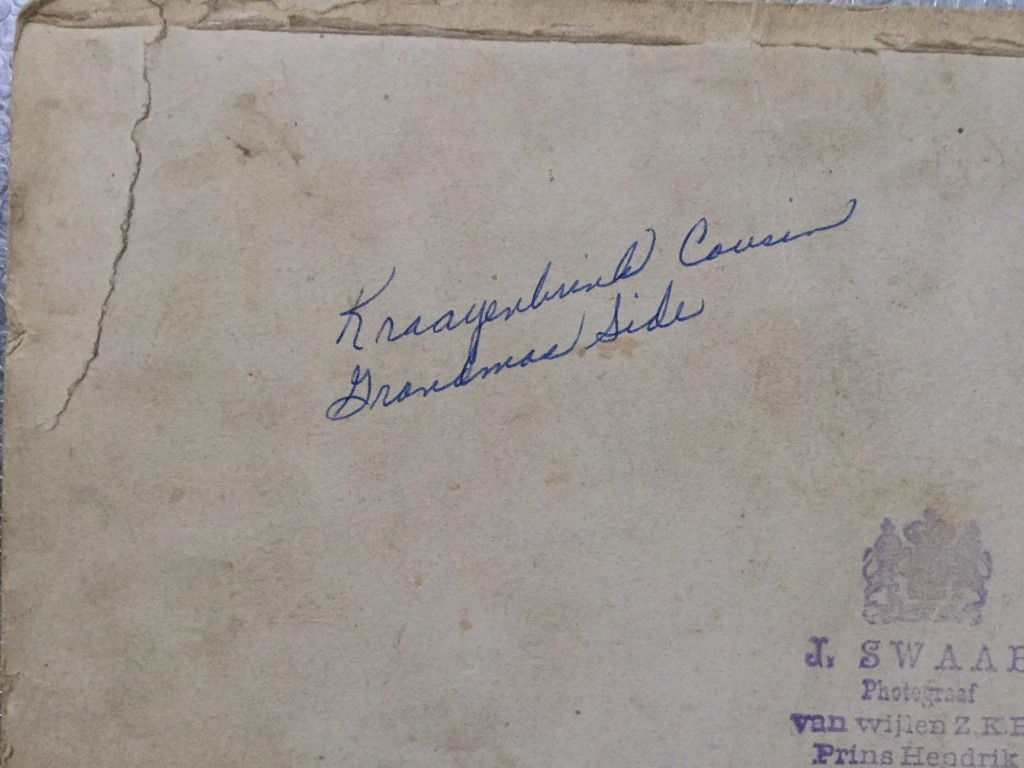 Kraayenbrink Cousin
Grandmas Side
J. SWAAB
Photograaf
van wijlen Z.K.H
Prins Hendrik